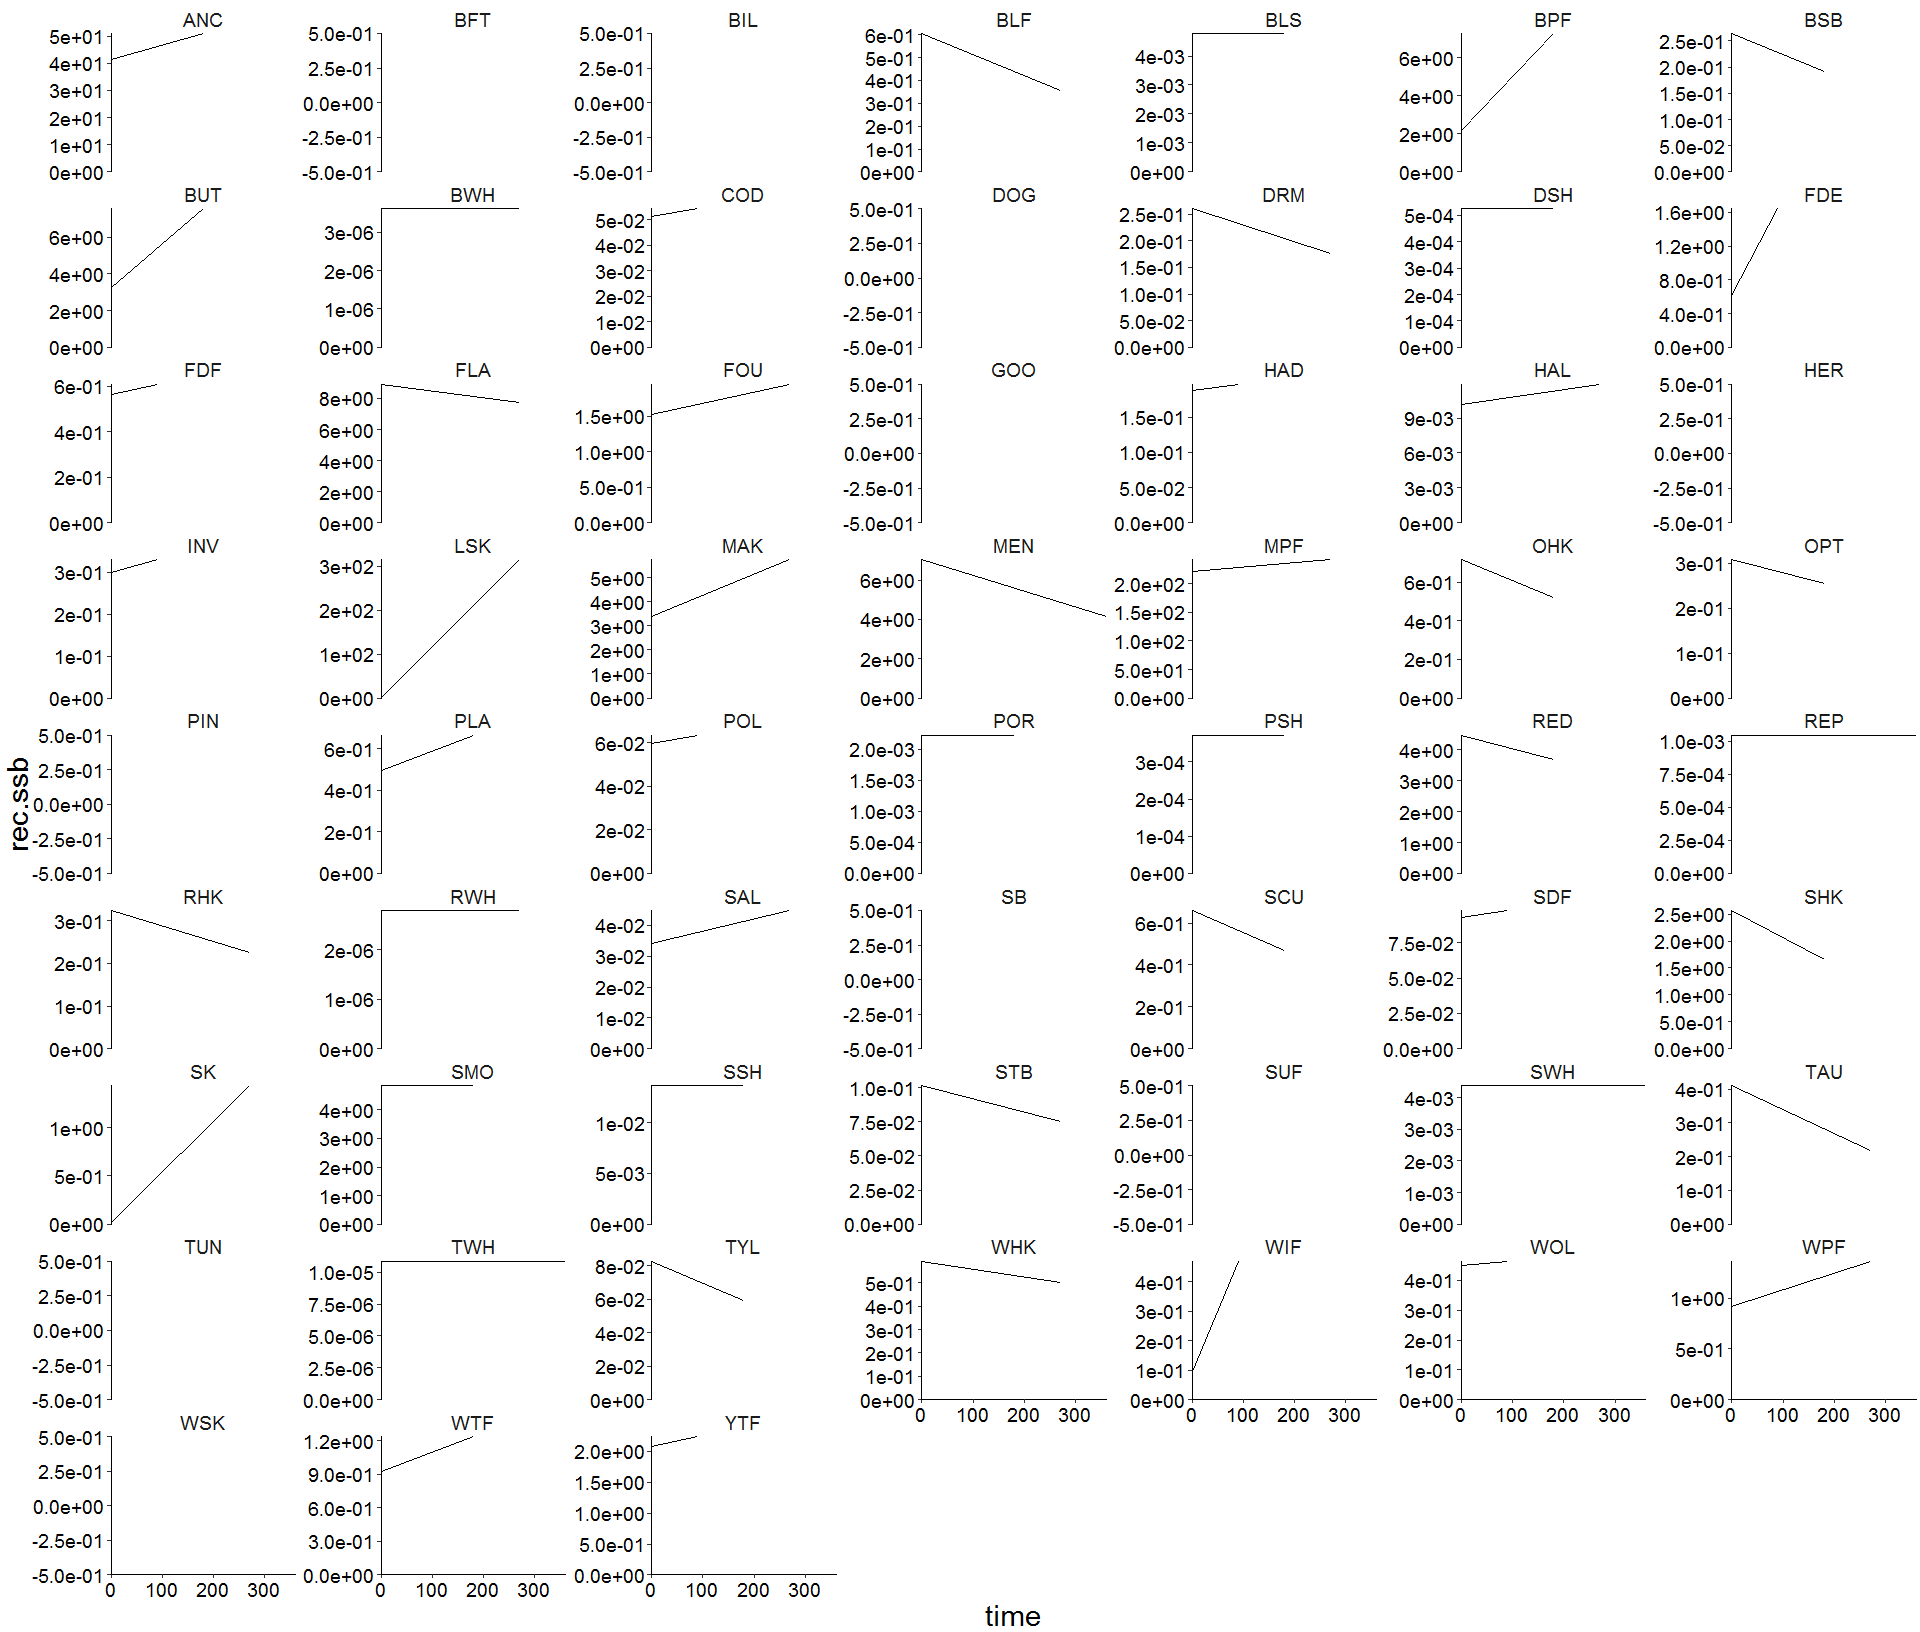 ANC BFT BIL BLF BLS BPF BSB
5e+01 5.0e-01 5.0e-01 6e-01 4e-03 6e+00 2.5e-01
4e+01 2.5e-01 2.5e-01 5e-01 3e-03 4e+00 2.0e-01
3e+01 0.0e+00 0.0e+00 4e-01 2e-03 2e+00 1.5e-01
2e+01 -2.5e-01 -2.5e-01 3e-01 1e-03 0e+00 1.0e-01
1e+01 -5.0e-01 -5.0e-01 2e-01 0e+00 5.0e-02
0e+00 1e-01 0.0e+00
0e+00
BUT BWH COD DOG DRM DSH FDE
6e+00 3e-06 5e-02 5.0e-01 2.5e-01 5e-04 1.6e+00
4e+00 2e-06 4e-02 2.5e-01 2.0e-01 4e-04 1.2e+00
2e+00 1e-06 3e-02 0.0e+00 1.5e-01 3e-04 8.0e-01
0e+00 0e+00 2e-02 -2.5e-01 1.0e-01 2e-04 4.0e-01
1e-02 -5.0e-01 5.0e-02 1e-04 0.0e+00
0e+00 0.0e+00 0e+00
FDF FLA FOU GOO HAD HAL HER
6e-01 8e+00 1.5e+00 5.0e-01 1.5e-01 9e-03 5.0e-01
4e-01 6e+00 1.0e+00 2.5e-01 1.0e-01 6e-03 2.5e-01
2e-01 4e+00 5.0e-01 0.0e+00 5.0e-02 3e-03 0.0e+00
0e+00 2e+00 0.0e+00 -2.5e-01 0.0e+00 0e+00 -2.5e-01
0e+00 -5.0e-01 -5.0e-01
INV LSK MAK MEN MPF OHK OPT
3e-01 3e+02 5e+00 6e+00 2.0e+02 6e-01 3e-01
2e-01 2e+02 4e+00 4e+00 1.5e+02 4e-01 2e-01
1e-01 1e+02 3e+00 2e+00 1.0e+02 2e-01 1e-01
0e+00 0e+00 2e+00 0e+00 5.0e+01 0e+00 0e+00
1e+00 0.0e+00
0e+00
PIN PLA POL POR PSH RED REP
5.0e-01 6e-01 6e-02 2.0e-03 3e-04 4e+00 1.0e-03
2.5e-01 4e-01 4e-02 1.5e-03 2e-04 3e+00 7.5e-04
0.0e+00 2e-01 2e-02 1.0e-03 1e-04 2e+00 5.0e-04
-2.5e-01 0e+00 0e+00 5.0e-04 0e+00 1e+00 2.5e-04
-5.0e-01 0.0e+00 0e+00 0.0e+00
rec.ssb
RHK RWH SAL SB SCU SDF SHK
3e-01 2e-06 4e-02 5.0e-01 6e-01 7.5e-02 2.5e+00
2e-01 1e-06 3e-02 2.5e-01 4e-01 5.0e-02 2.0e+00
1e-01 0e+00 2e-02 0.0e+00 2e-01 2.5e-02 1.5e+00
0e+00 1e-02 -2.5e-01 0e+00 0.0e+00 1.0e+00
0e+00 -5.0e-01 5.0e-01
0.0e+00
SK SMO SSH STB SUF SWH TAU
1e+00 4e+00 1e-02 1.0e-01 5.0e-01 4e-03 4e-01
5e-01 3e+00 5e-03 7.5e-02 2.5e-01 3e-03 3e-01
0e+00 2e+00 0e+00 5.0e-02 0.0e+00 2e-03 2e-01
1e+00 2.5e-02 -2.5e-01 1e-03 1e-01
0e+00 0.0e+00 -5.0e-01 0e+00 0e+00
TUN TWH TYL WHK WIF WOL WPF
5.0e-01 1.0e-05 8e-02 5e-01 4e-01 4e-01 1e+00
2.5e-01 7.5e-06 6e-02 4e-01 3e-01 3e-01 5e-01
0.0e+00 5.0e-06 4e-02 3e-01 2e-01 2e-01 0e+00
-2.5e-01 2.5e-06 2e-02 2e-01 1e-01 1e-01
-5.0e-01 0.0e+00 0e+00 1e-01 0e+00 0e+00
0e+00
0 100 200 300 0 100 200 300 0 100 200 300 0 100 200 300
WSK WTF YTF
5.0e-01 1.2e+00 2.0e+00
2.5e-01 9.0e-01 1.5e+00
0.0e+00 6.0e-01 1.0e+00
-2.5e-01 3.0e-01 5.0e-01
-5.0e-01 0.0e+00 0.0e+00
0 100 200 300 0 100 200 300 0 100 200 300
time